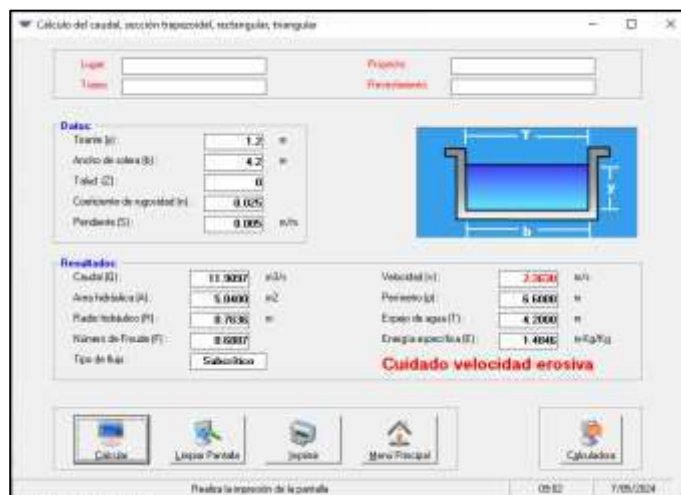 Calculo del caudal, sección trapezoidal, rectangular, triangular
Lugar: Proyecto:
Tramo: Revestimiento:
Datos:
Tirante (y): 1.2 m
Ancho de solera (b): 4.2 m
Talud (Z): 0
Coeficiente de rugosidad (n): 0.025
Pendiente (S): 0.005 m/m
T
y
b
Resultados:
Caudal (Q): 11.9097 m3/s Velocidad (v): 2.3630 m/s
Area hidráulica (A): 5.0400 m2 Perímetro (p): 6.6000 m
Radio hidráulico (R): 0.7636 m Espejo de agua (T): 4.2000 m
Número de Froude (F): 0.6887 Energía específica (E): 1.4846 m-Kg/Kg
Tipo de flujo: Subcrítico Cuidado velocidad erosiva
Calcular Limpiar Pantalla Imprimir Menú Principal Calculadora
Realiza la impresión de la pantalla 09:02 7/05/2024